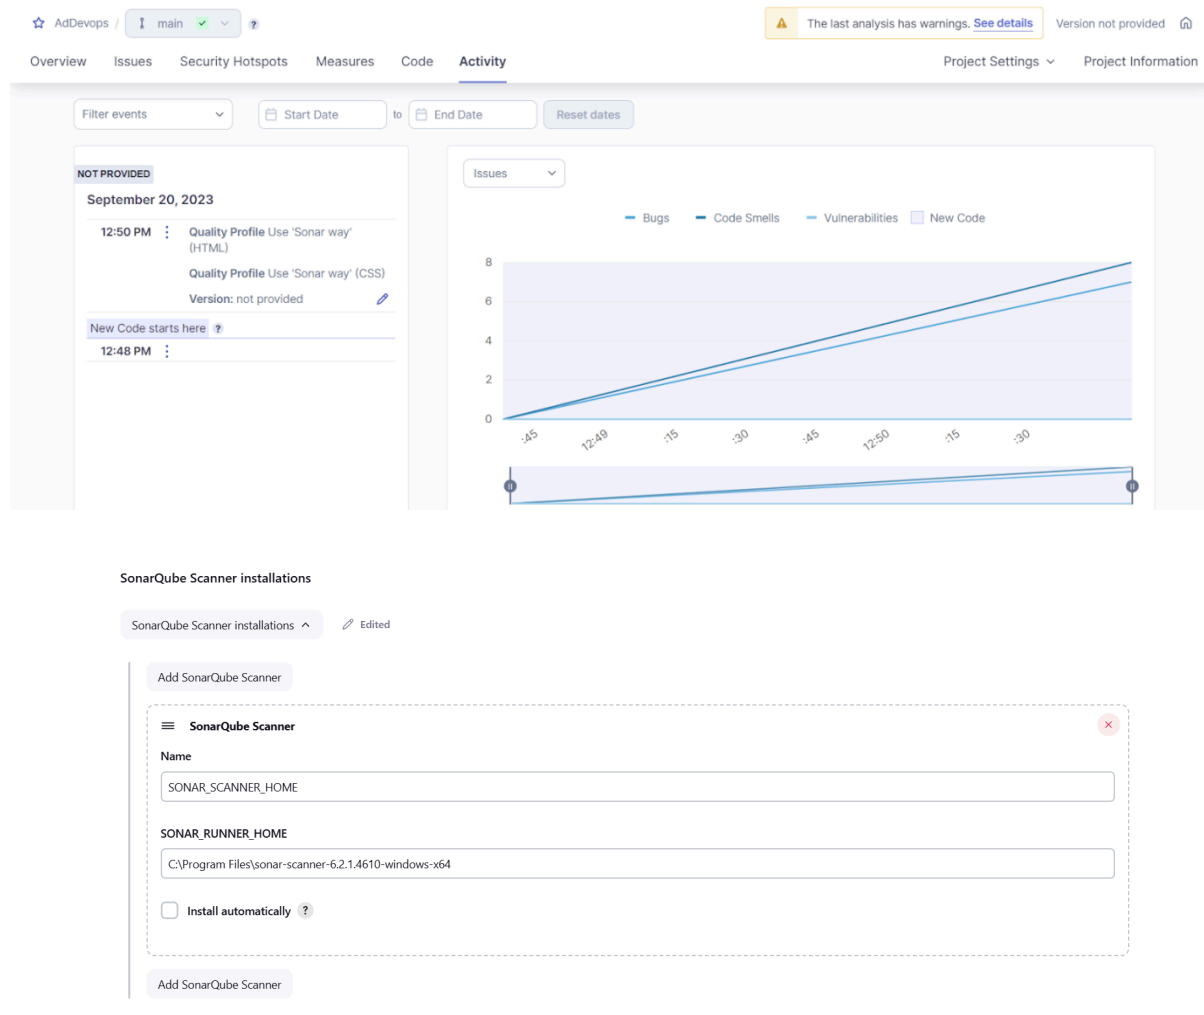 AdDevops / main ?
The last analysis has warnings. See details Version not provided
Overview Issues Security Hotspots Measures Code Activity Project Settings Project Information
Filter events Start Date to End Date Reset dates
NOT PROVIDED
September 20, 2023
12:50 PM Quality Profile Use 'Sonar way'
(HTML)
Quality Profile Use 'Sonar way' (CSS)
Version: not provided
New Code starts here ?
12:48 PM
Issues
Bugs Code Smells Vulnerabilities New Code
8
6
4
2
0
:45 12:49 :15 :30 :45 12:50 :15 :30
SonarQube Scanner installations
SonarQube Scanner installations Edited
Add SonarQube Scanner
SonarQube Scanner
Name
SONAR_SCANNER_HOME
SONAR_RUNNER_HOME
C:\Program Files\sonar-scanner-6.2.1.4610-windows-x64
Install automatically ?
Add SonarQube Scanner